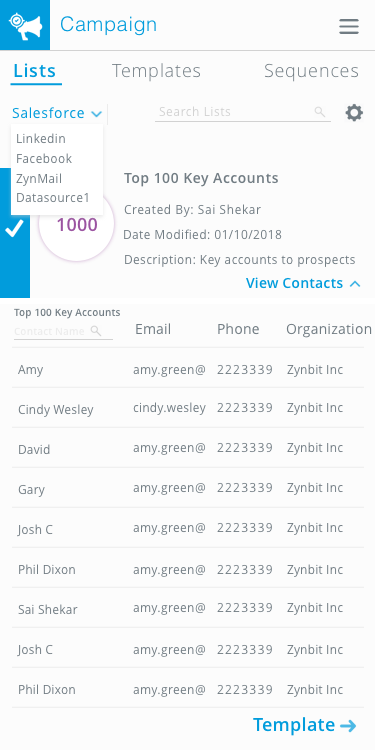 Campaign
Lists Templates Sequences
Salesforce Search Lists
Linkedin
Facebook
ZynMail
Datasource1
1000
Top 100 Key Accounts
Created By: Sai Shekar
Date Modified: 01/10/2018
Description: Key accounts to prospects
View Contacts
Top 100 Key Accounts
Contact Name Email Phone Organization
Amy amy.green@ 2223339 Zynbit Inc
Cindy Wesley cindy.wesley 2223339 Zynbit Inc
David amy.green@ 2223339 Zynbit Inc
Gary amy.green@ 2223339 Zynbit Inc
Josh C amy.green@ 2223339 Zynbit Inc
Phil Dixon amy.green@ 2223339 Zynbit Inc
Sai Shekar amy.green@ 2223339 Zynbit Inc
Josh C amy.green@ 2223339 Zynbit Inc
Phil Dixon amy.green@ 2223339 Zynbit Inc
Template